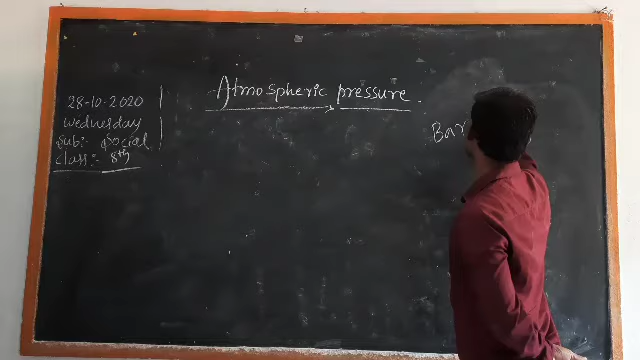 Atmospheric pressure.
28-10-2020
Wednesday
Sub:- Social
Class:- 8th
Bar